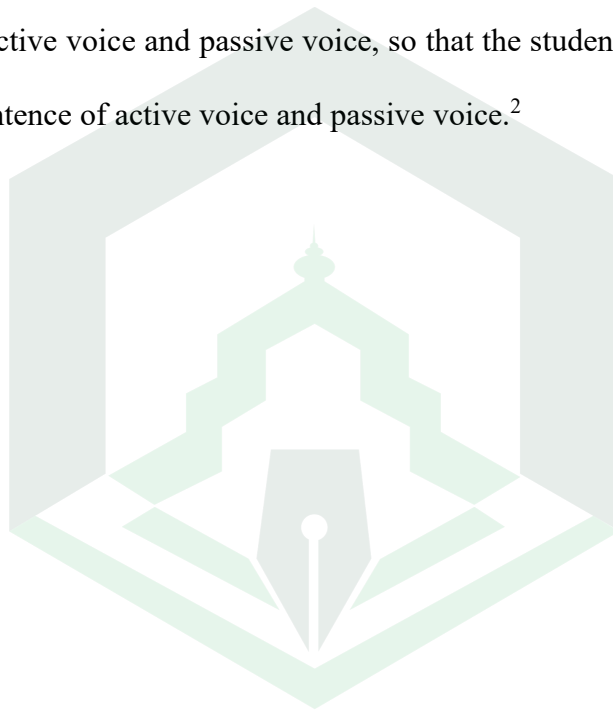 ctive voice and passive voice, so that the studen
ntence of active voice and passive voice.²